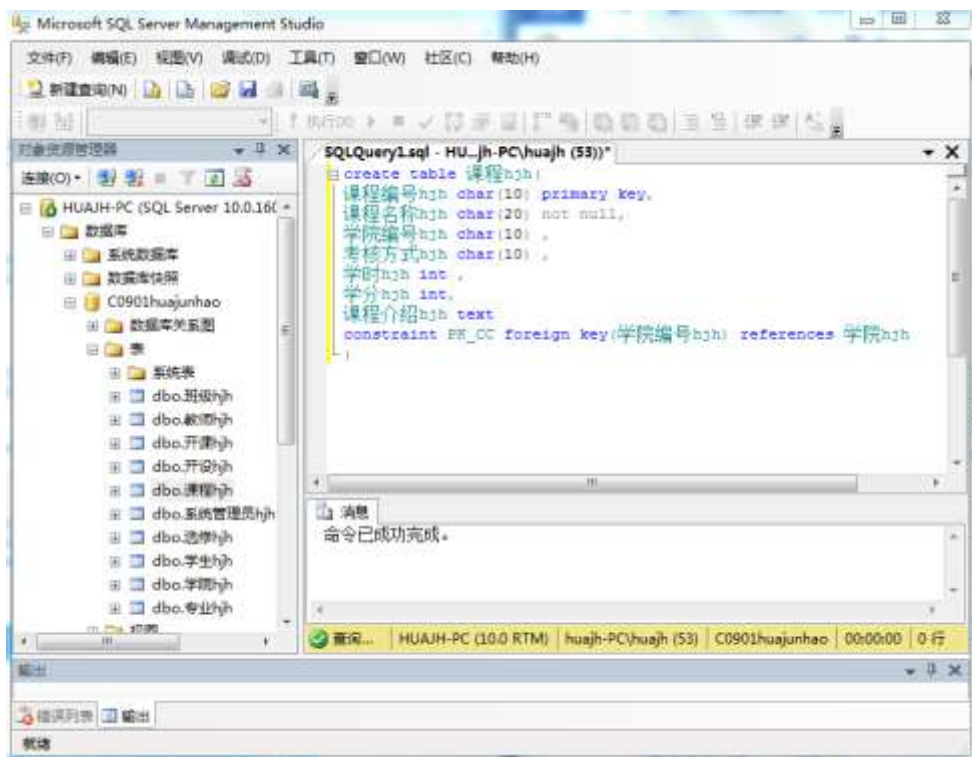 Microsoft SQL Server Management Studio
文件(F) 编辑(E) 视图(V) 调试(D) 工具(T) 窗口(W) 社区(C) 帮助(H)
新建查询(N)
对象资源管理器
SQLQuery1.sql - HU...jh-PC\huajh (53))*
连接(O)
HUAJH-PC (SQL Server 10.0.160
数据库
系统数据库
数据库快照
C0901huajunhao
数据库关系图
表
系统表
dbo.班级hjh
dbo.教师hjh
dbo.开课hjh
dbo.开设hjh
dbo.课程hjh
dbo.系统管理员hjh
dbo.选修hjh
dbo.学生hjh
dbo.学院hjh
dbo.专业hjh
视图
create table 课程hjh(
课程编号hjh char(10) primary key,
课程名称hjh char(20) not null,
学院编号hjh char(10) ,
考核方式hjh char(10) ,
学时hjh int ,
学分hjh int,
课程介绍hjh text
constraint PK_CC foreign key(学院编号hjh) references 学院hjh
)
消息
命令已成功完成。
查询... HUAJH-PC (10.0 RTM) huajh-PC\huajh (53) C0901huajunhao 00:00:00 0 行
输出
错误列表 输出
就绪